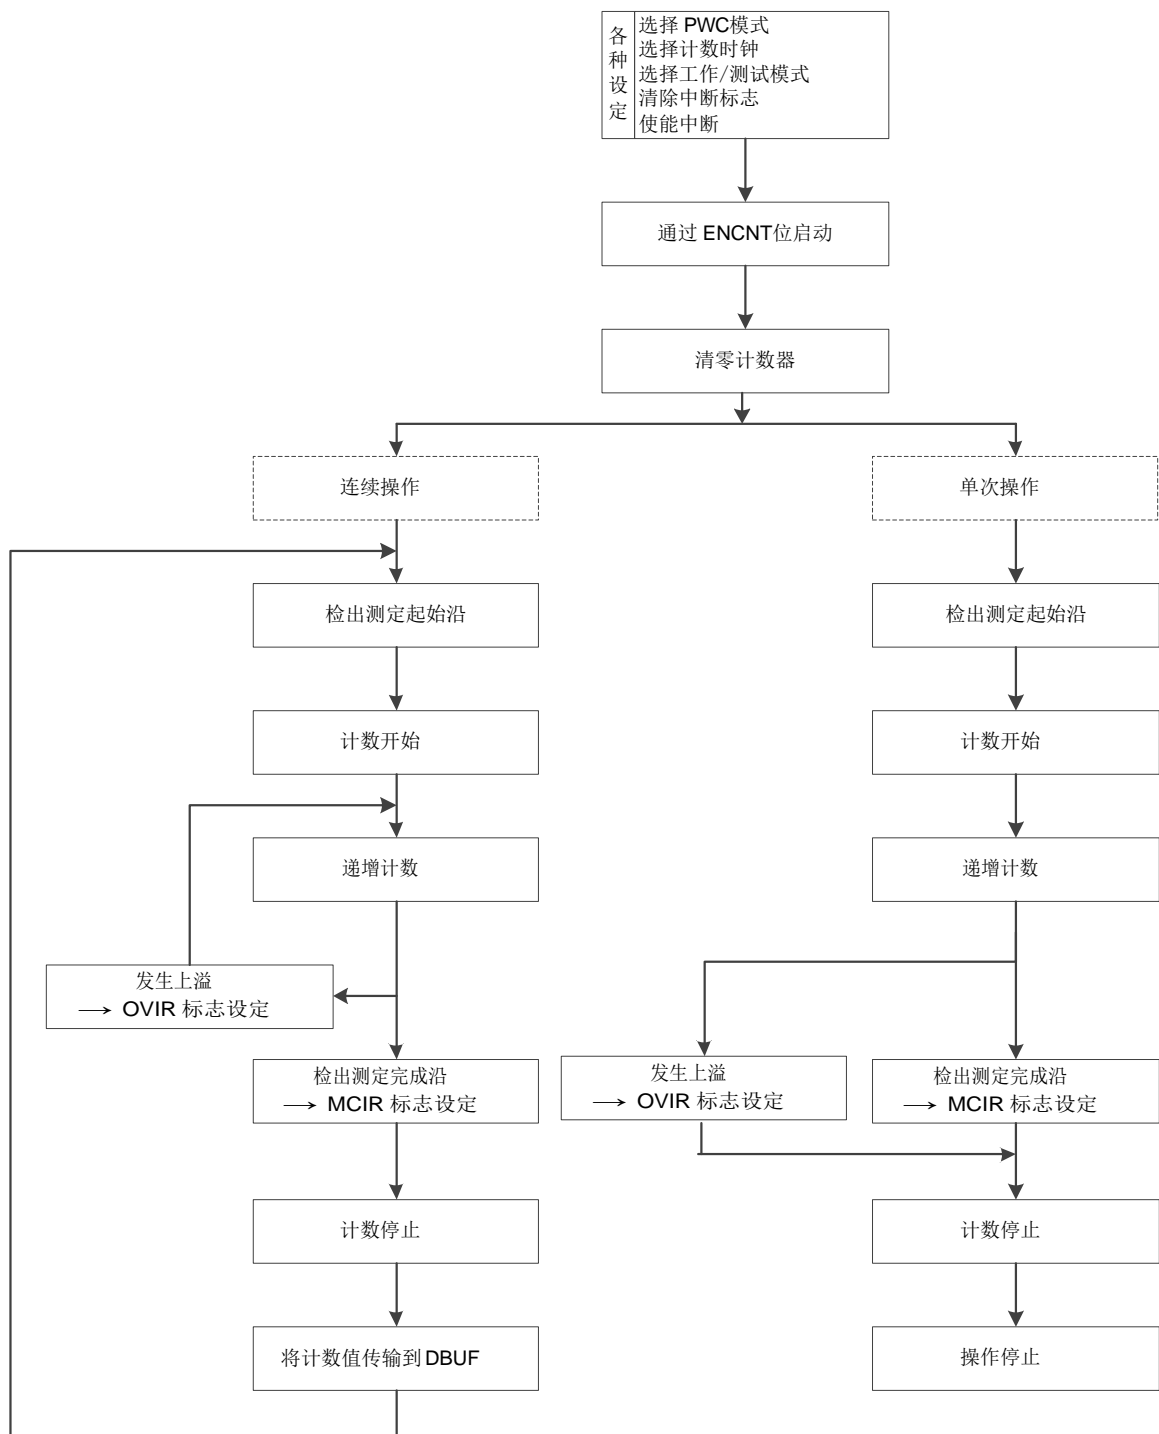 各种设定
选择 PWC模式
选择计数时钟
选择工作/测试模式
清除中断标志
使能中断
通过 ENCNT位启动
清零计数器
连续操作
单次操作
检出测定起始沿
检出测定起始沿
计数开始
计数开始
递增计数
递增计数
发生上溢
→ OVIR 标志设定
检出测定完成沿
→ MCIR 标志设定
发生上溢
→ OVIR 标志设定
检出测定完成沿
→ MCIR 标志设定
计数停止
计数停止
将计数值传输到 DBUF
操作停止